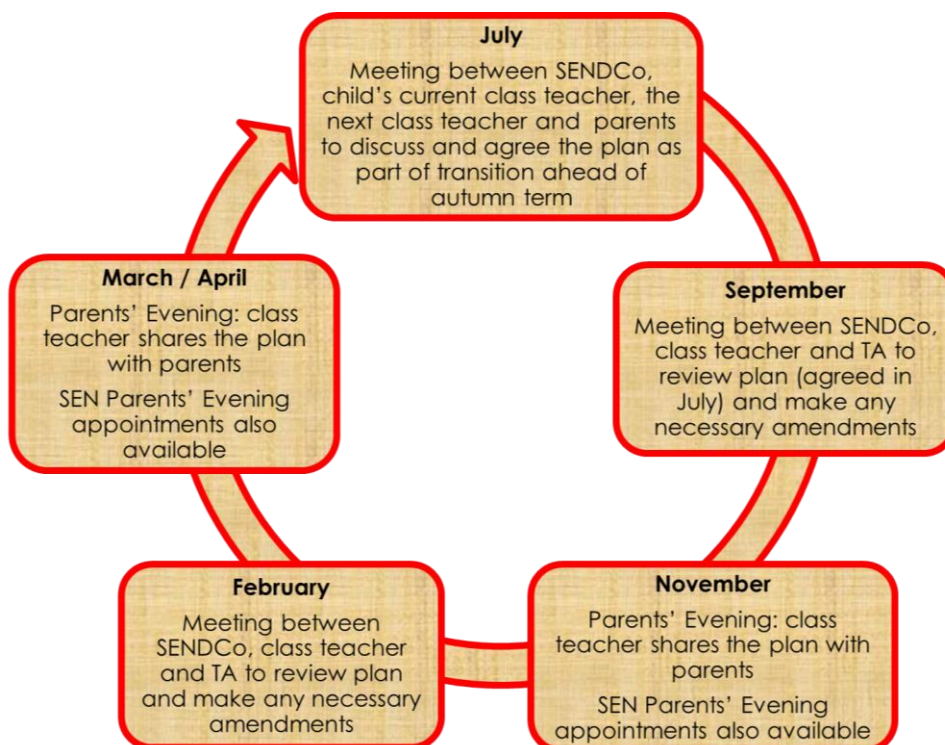 July
Meeting between SENDCo,
child's current class teacher, the
next class teacher and parents
to discuss and agree the plan as
part of transition ahead of
autumn term
September
Meeting between SENDCo,
class teacher and TA to
review plan (agreed in
July) and make any
necessary amendments
November
Parents' Evening: class
teacher shares the plan with
parents
SEN Parents' Evening
appointments also available
February
Meeting between
SENDCo, class teacher
and TA to review plan
and make any necessary
amendments
March / April
Parents' Evening: class
teacher shares the plan
with parents
SEN Parents' Evening
appointments also
available